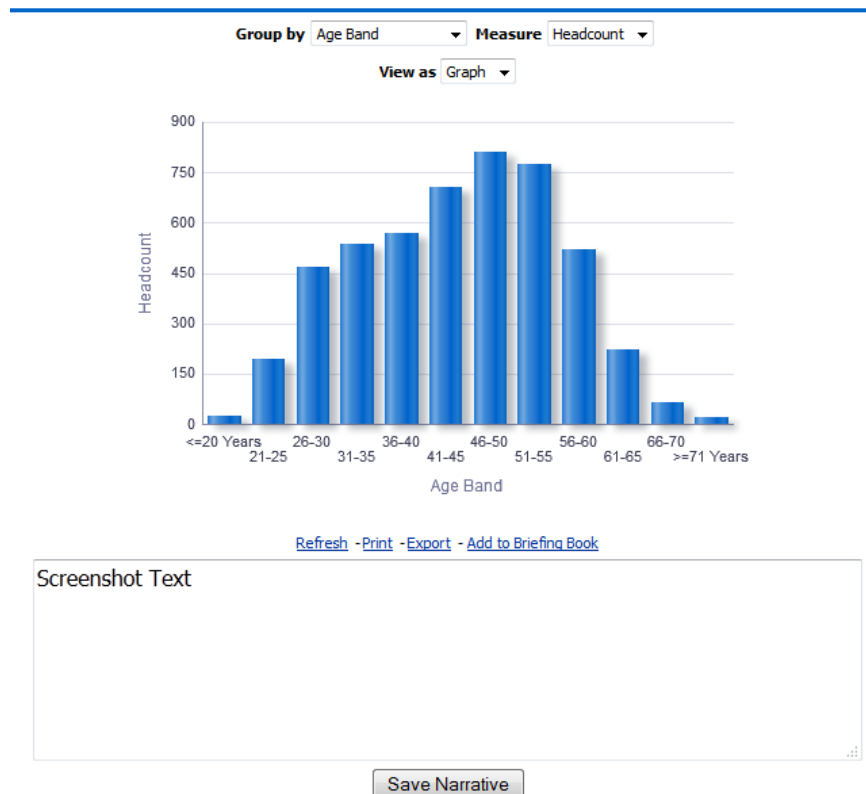 Group by Age Band Measure Headcount
View as Graph
900
750
600
450
300
150
0
Headcount
<=20 Years 26-30 36-40 46-50 56-60 66-70
21-25 31-35 41-45 51-55 61-65 >=71 Years
Age Band
Refresh -Print -Export - Add to Briefing Book
Screenshot Text
Save Narrative